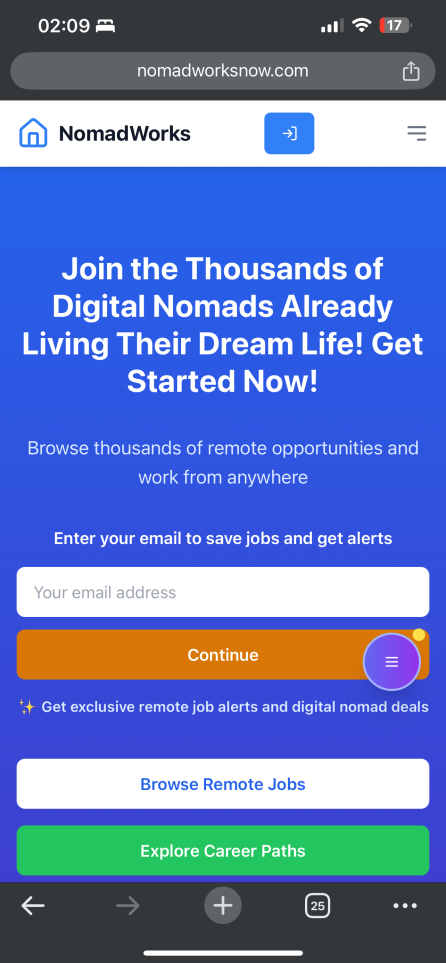 02:09
17
nomadworksnow.com
NomadWorks
Join the Thousands of
Digital Nomads Already
Living Their Dream Life! Get
Started Now!
Browse thousands of remote opportunities and
work from anywhere
Enter your email to save jobs and get alerts
Your email address
Continue
✨ Get exclusive remote job alerts and digital nomad deals
Browse Remote Jobs
Explore Career Paths
25